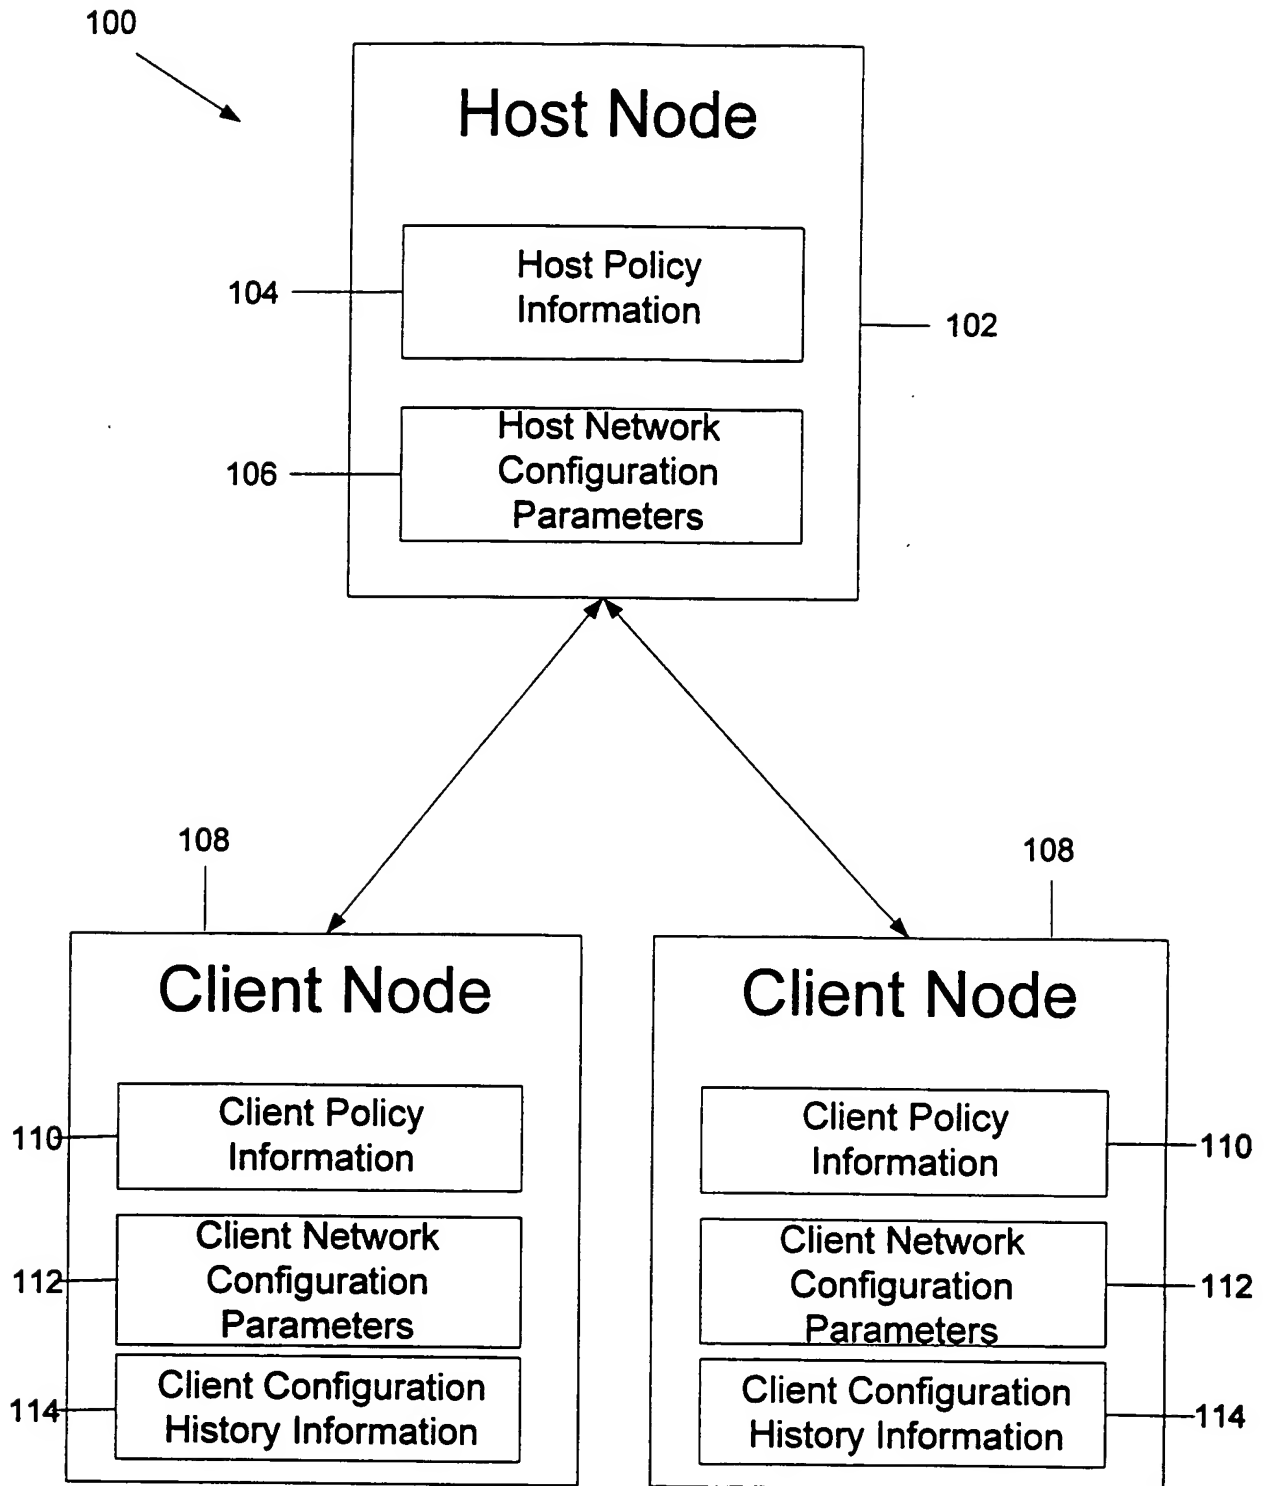 100
Host Node
Host Policy
Information
104
102
Host Network
Configuration
Parameters
106
108
108
Client Node
Client Policy
Information
110
Client Network
Configuration
Parameters
112
Client Configuration
History Information
114
Client Node
Client Policy
Information
110
Client Network
Configuration
Parameters
112
Client Configuration
History Information
114